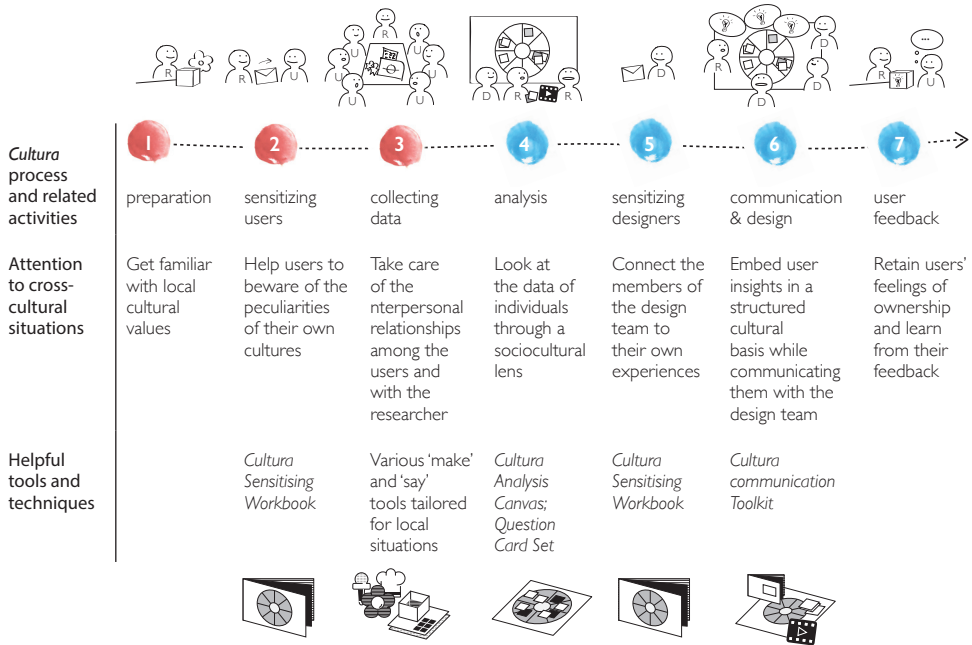 R
R
U
R
U
U
U
U
U
U
D
R
R
D
R
D
D
D
R
U
...
1
2
3
4
5
6
7
Cultura
process
and related
activities
preparation
sensitizing
users
collecting
data
analysis
sensitizing
designers
communication
& design
user
feedback
Attention
to cross-
cultural
situations
Get familiar
with local
cultural
values
Help users to
beware of the
peculiarities
of their own
cultures
Take care
of the
nterpersonal
relationships
among the
users and
with the
researcher
Look at
the data of
individuals
through a
sociocultural
lens
Connect the
members of
the design
team to
their own
experiences
Embed user
insights in a
structured
cultural
basis while
communicating
them with the
design team
Retain users’
feelings of
ownership
and learn
from their
feedback
Helpful
tools and
techniques
Cultura
Sensitising
Workbook
Various ‘make’
and ‘say’
tools tailored
for local
situations
Cultura
Analysis
Canvas;
Question
Card Set
Cultura
Sensitising
Workbook
Cultura
communication
Toolkit